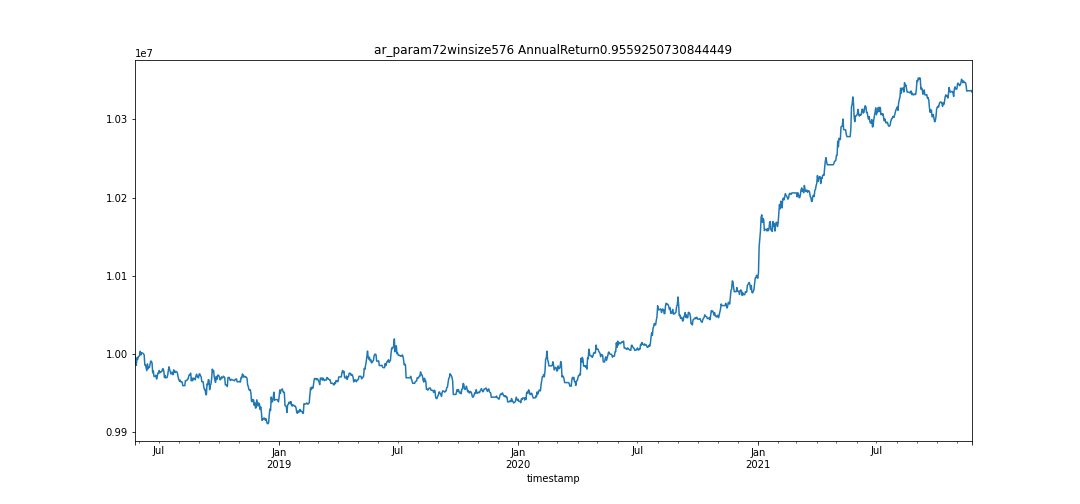 ar_param72winsize576 AnnualReturn0.9559250730844449
1e7
1.03
1.02
1.01
1.00
0.99
Jul Jan Jul Jan Jul Jan Jul
2019 2020 2021
timestamp